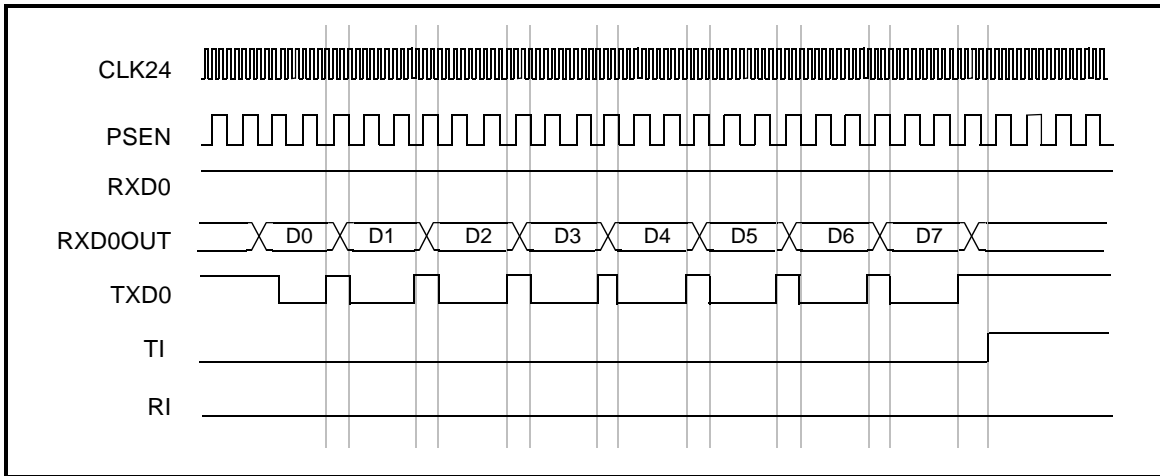 CLK24
PSEN
RXD0
RXD0OUT D0 D1 D2 D3 D4 D5 D6 D7
TXD0
TI
RI